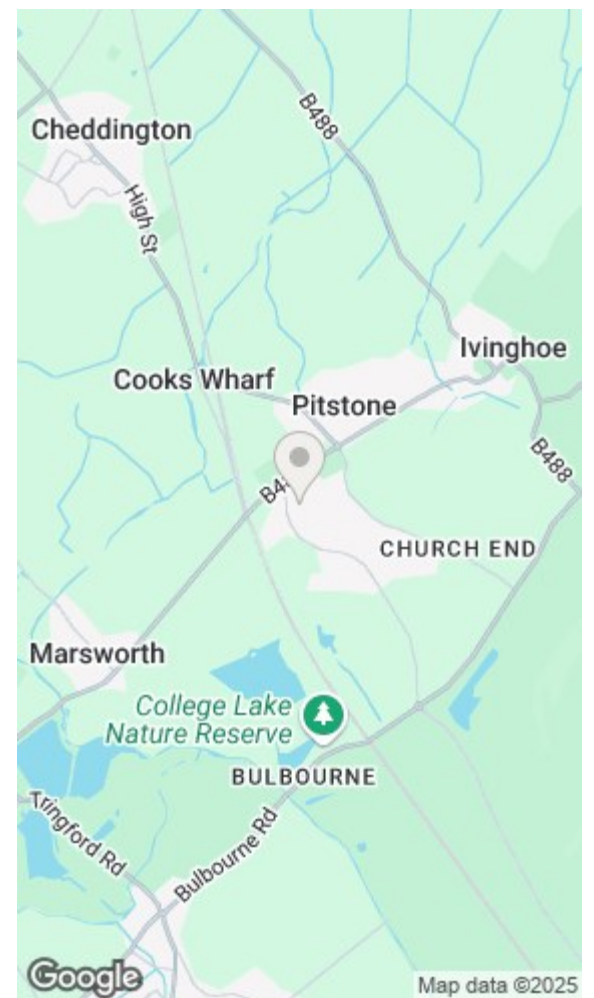 B488
Cheddington
High St
Ivinghoe
Cooks Wharf
Pitstone
B488
B4
CHURCH END
Marsworth
College Lake
Nature Reserve
BULBOURNE
Tringford Rd
Bulbourne Rd
Google
Map data ©2025